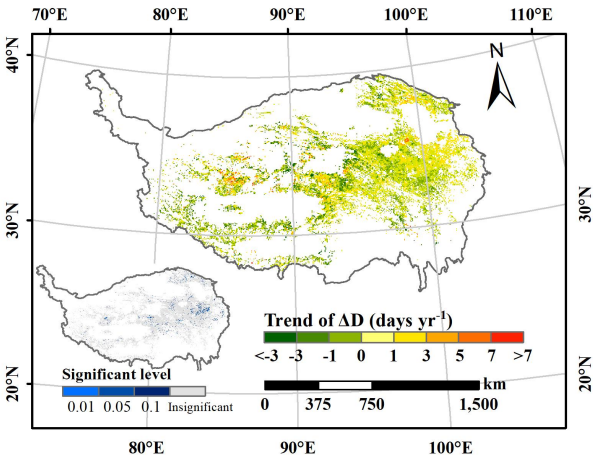 70°E 80°E 90°E 100°E 110°E
40°N
N
30°N 30°N
Trend of ΔD (days yr⁻¹)
<-3 -3 -1 0 1 3 5 7 >7
Significant level
0.01 0.05 0.1 Insignificant
km
0 375 750 1,500
20°N 20°N
80°E 90°E 100°E